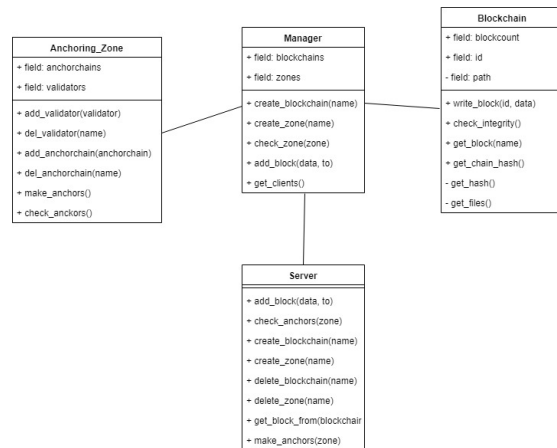 Anchoring_Zone
+ field: anchorchains
+ field: validators
+ add_validator(validator)
+ del_validator(name)
+ add_anchorchain(anchorchain)
+ del_anchorchain(name)
+ make_anchors()
+ check_anckors()
Manager
+ field: blockchains
+ field: zones
+ create_blockchain(name)
+ create_zone(name)
+ check_zone(zone)
+ add_block(data, to)
+ get_clients()
Blockchain
+ field: blockcount
+ field: id
- field: path
+ write_block(id, data)
+ check_integrity()
+ get_block(name)
+ get_chain_hash()
- get_hash()
- get_files()
Server
+ add_block(data, to)
+ check_anchors(zone)
+ create_blockchain(name)
+ create_zone(name)
+ delete_blockchain(name)
+ delete_zone(name)
+ get_block_from(blockchain
+ make_anchors(zone)